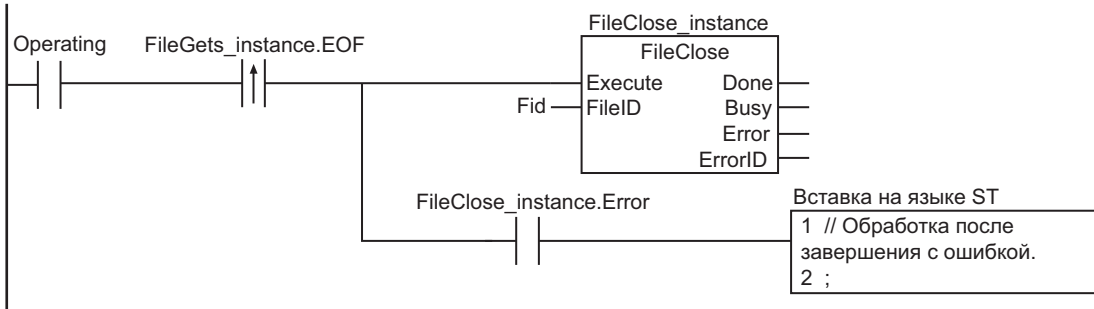 FileClose_instance
Operating
FileGets_instance.EOF
FileClose
Execute
Done
Fid
FileID
Busy
Error
ErrorID
FileClose_instance.Error
Вставка на языке ST
1 // Обработка после
завершения с ошибкой.
2 ;